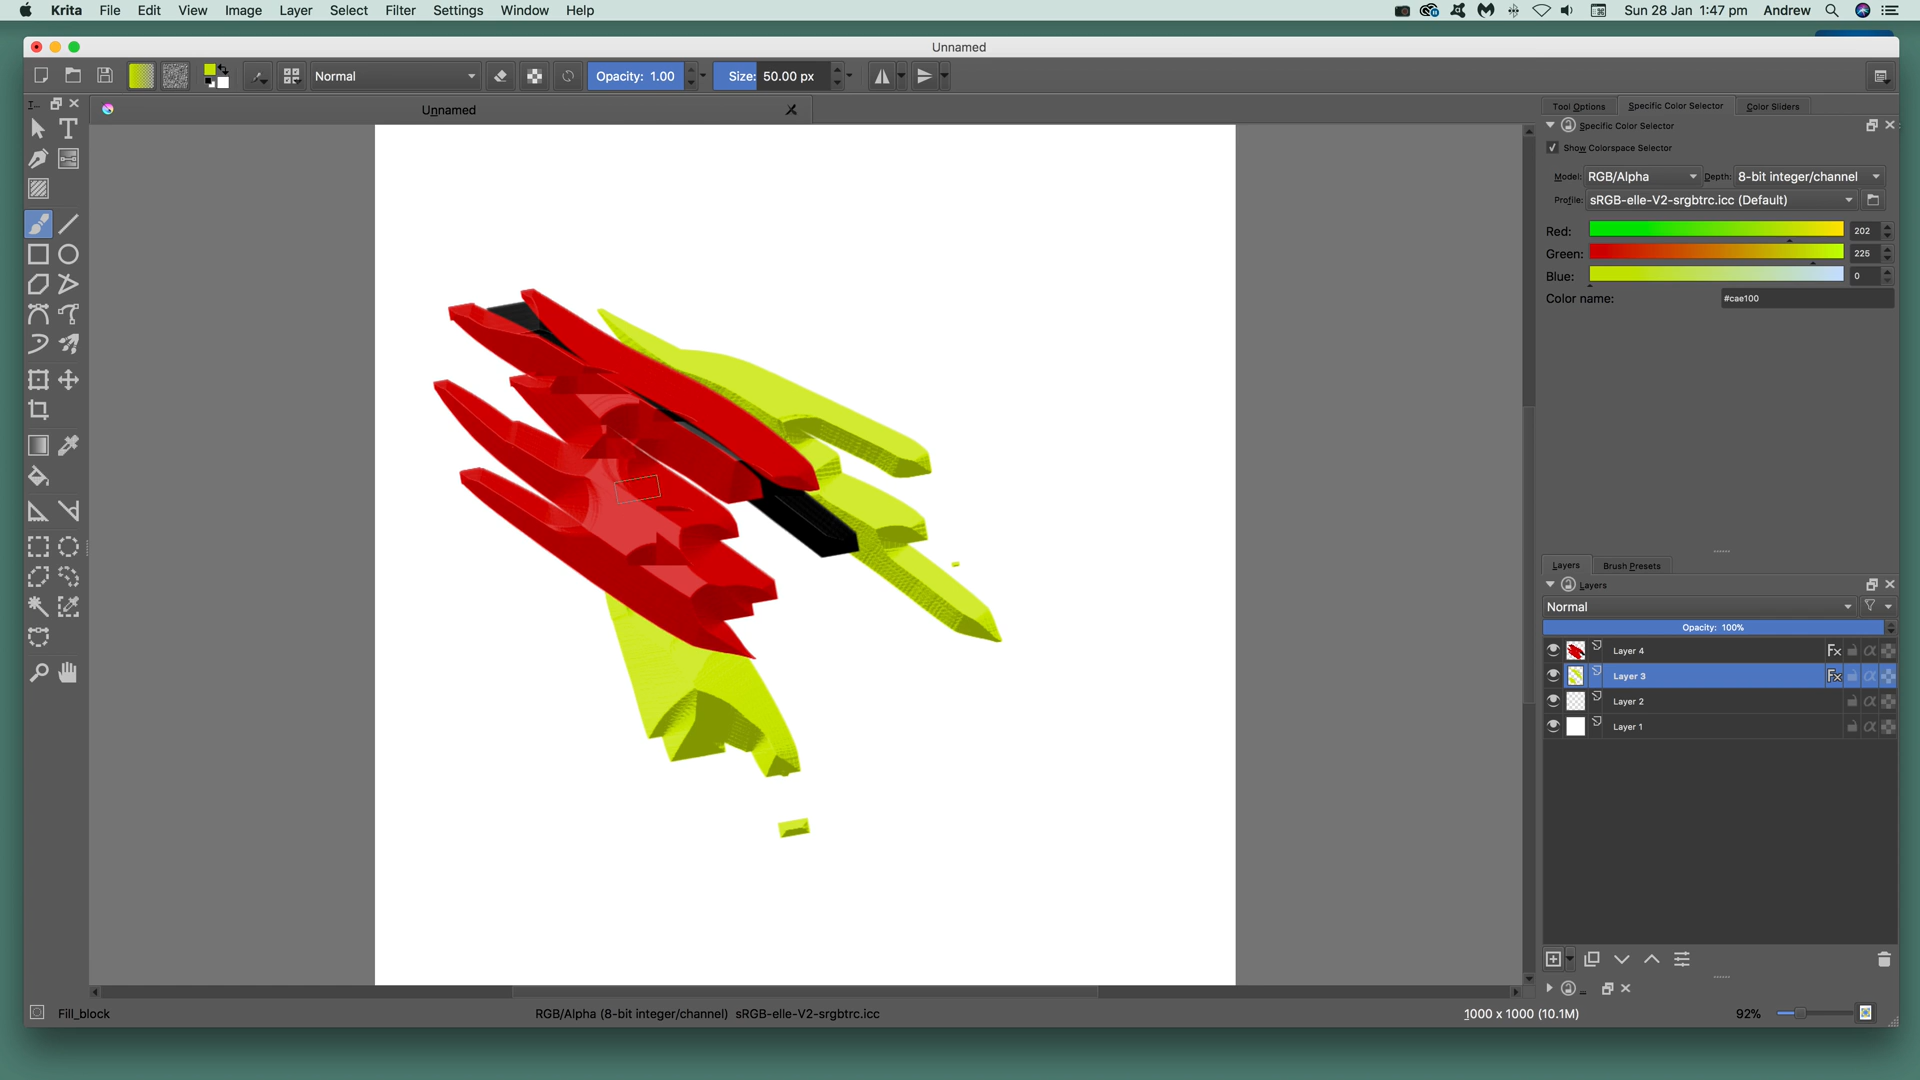 Krita File Edit View Image Layer Select Filter Settings Window Help Sun 28 Jan 1:47 pm Andrew
Unnamed
Normal Opacity: 1.00 Size: 50.00 px
T...
Unnamed
Tool Options Specific Color Selector Color Sliders
Specific Color Selector
Show Colorspace Selector
Model: RGB/Alpha Depth: 8-bit integer/channel
Profile: sRGB-elle-V2-srgbtrc.icc (Default)
Red: 202
Green: 225
Blue: 0
Color name: #cae100
Layers Brush Presets
Layers
Normal
Opacity: 100%
Layer 4 Fx α
Layer 3 Fx α
Layer 2 α
Layer 1 α
Fill_block RGB/Alpha (8-bit integer/channel) sRGB-elle-V2-srgbtrc.icc 1000 x 1000 (10.1M) 92%